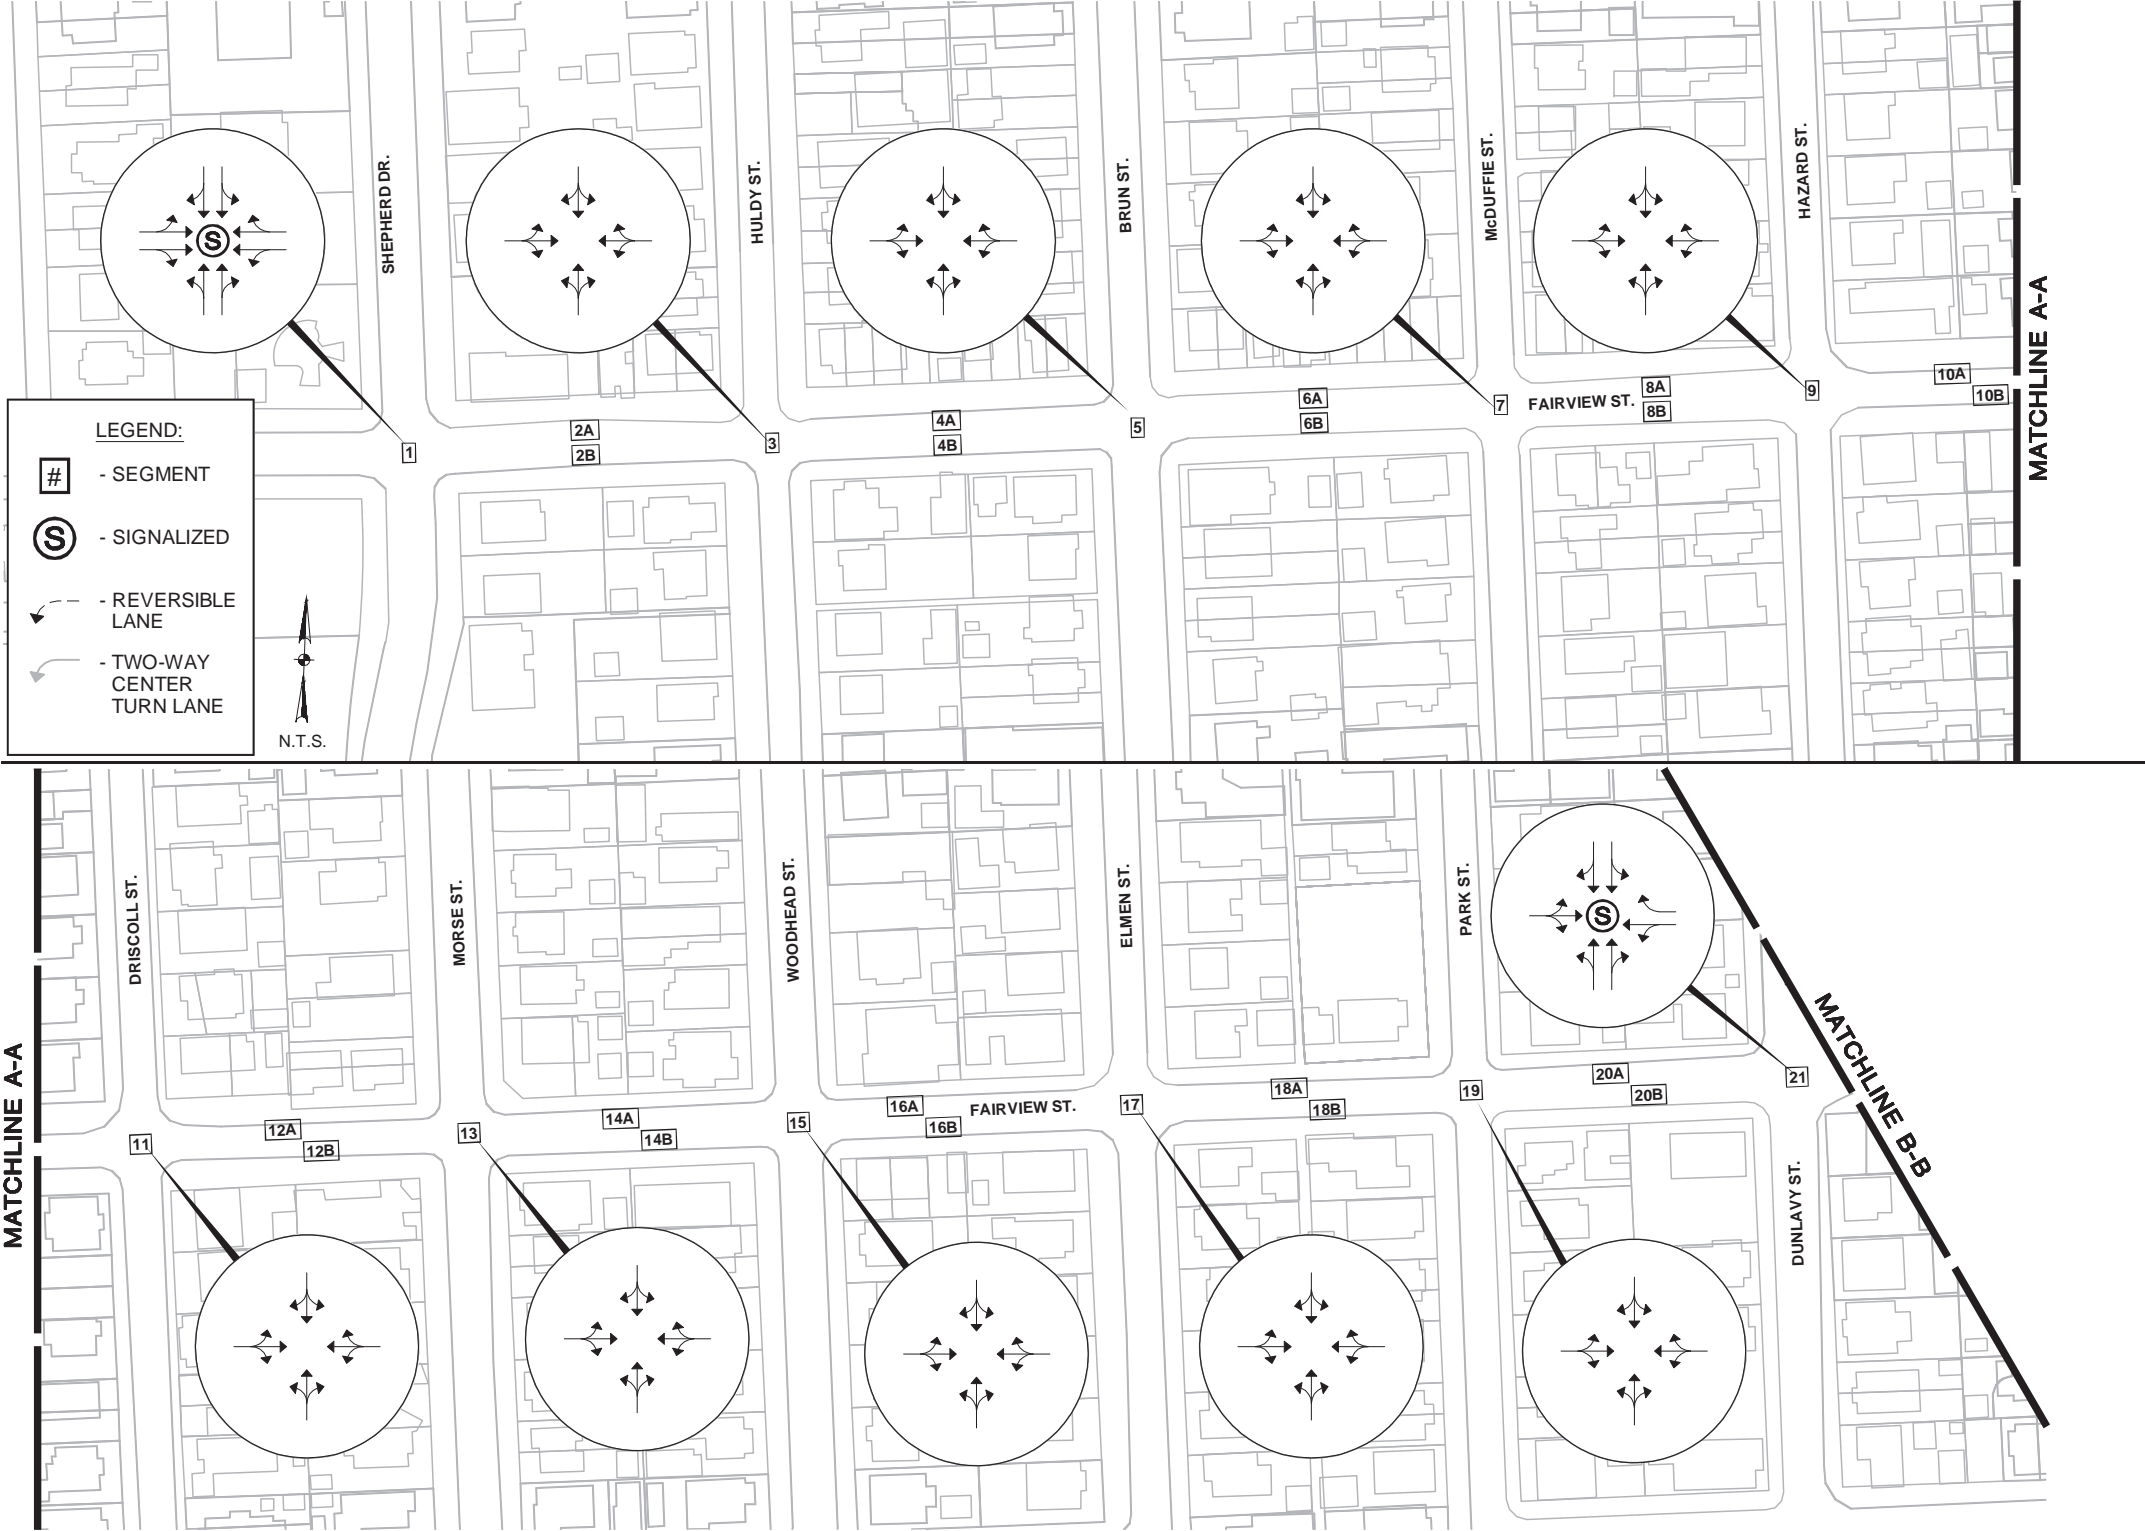 SHEPHERD DR.
HULDY ST.
BRUN ST.
McDUFFIE ST.
HAZARD ST.
S
MATCHLINE A-A
10A
10B
8A
8B
6A
6B
4A
4B
2A
2B
FAIRVIEW ST.
1
3
5
7
9
LEGEND:
# - SEGMENT
S - SIGNALIZED
- REVERSIBLE
LANE
- TWO-WAY
CENTER
TURN LANE
N.T.S.
MATCHLINE A-A
DRISCOLL ST.
MORSE ST.
WOODHEAD ST.
ELMEN ST.
PARK ST.
S
MATCHLINE B-B
DUNLAVY ST.
11
12A
12B
13
14A
14B
15
16A
16B
FAIRVIEW ST.
17
18A
18B
19
20A
20B
21